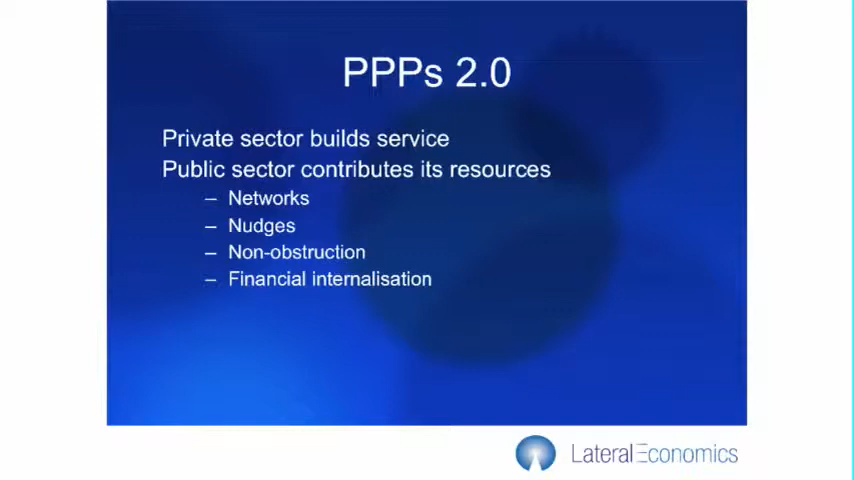 PPPs 2.0
Private sector builds service
Public sector contributes its resources
– Networks
– Nudges
– Non-obstruction
– Financial internalisation
LateralEconomics